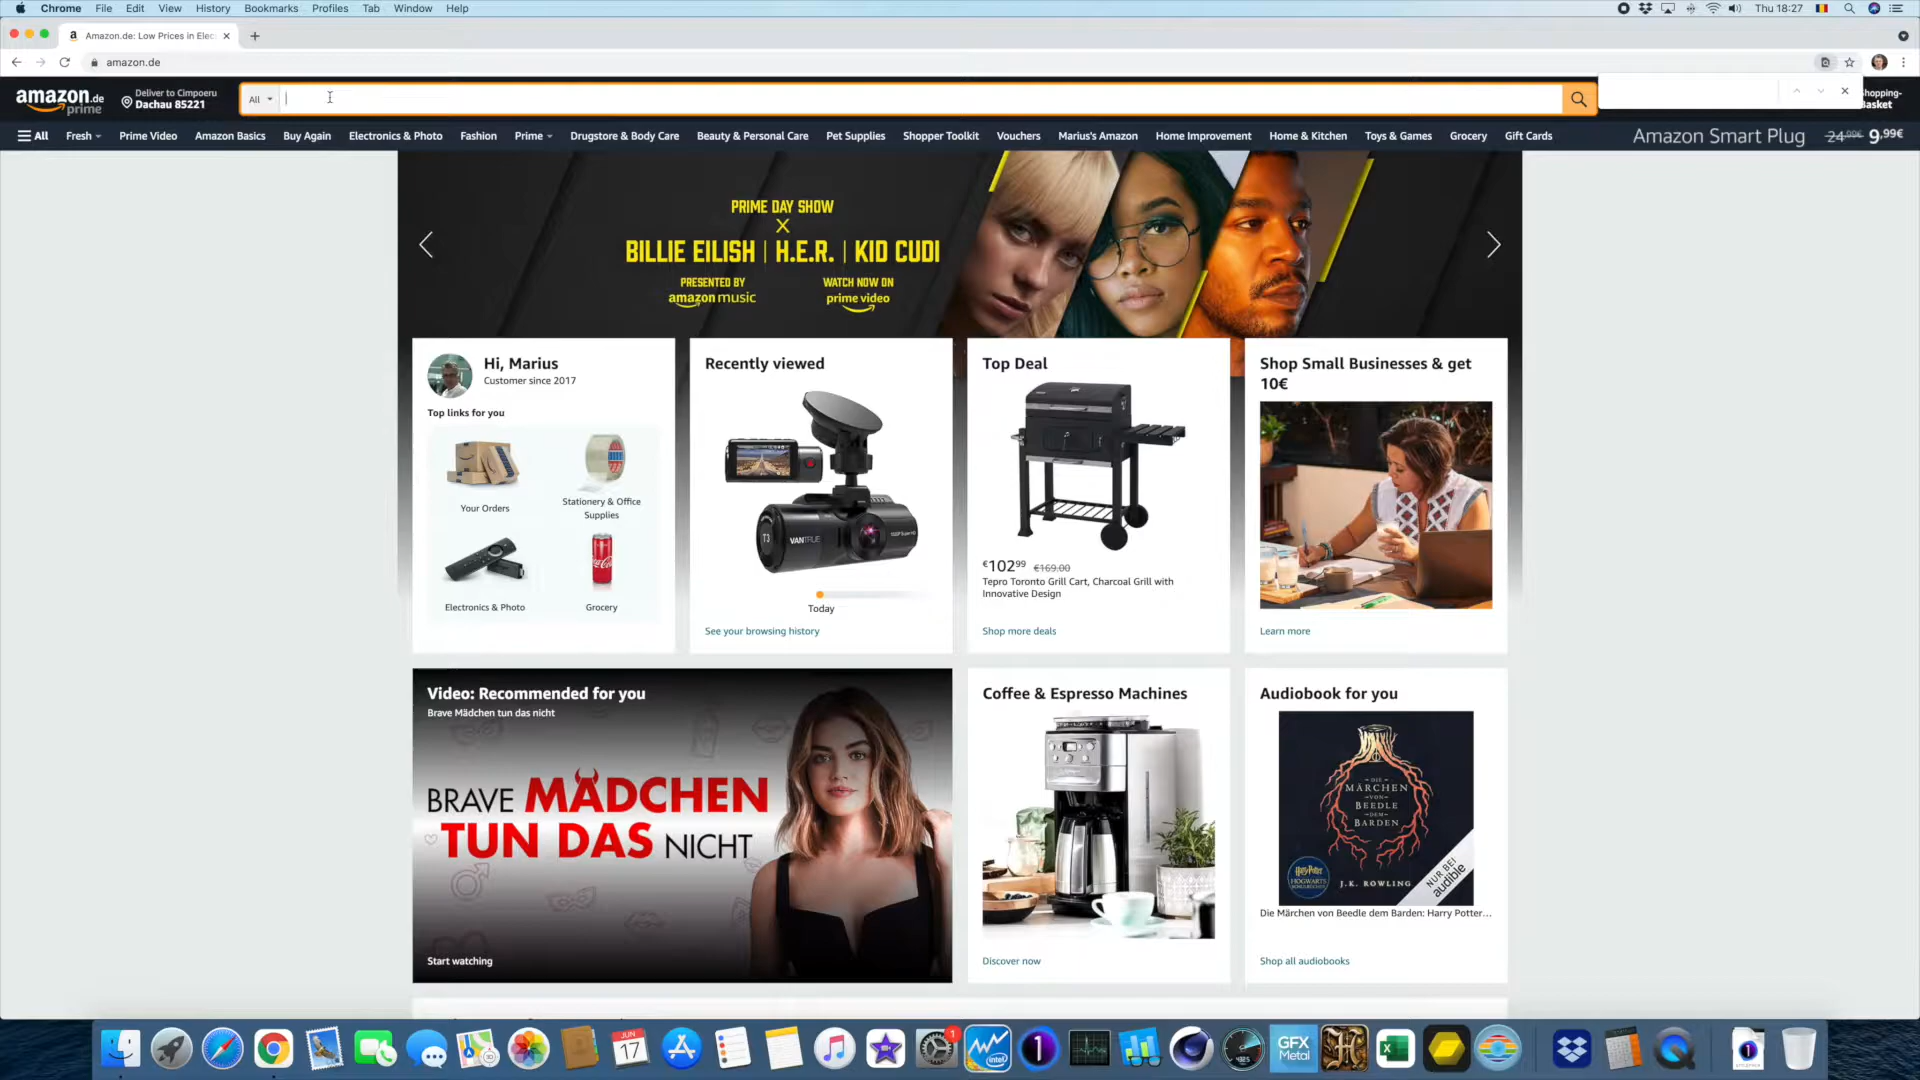 Chrome File Edit View History Bookmarks Profiles Tab Window Help
Thu 18:27
Amazon.de: Low Prices in Elec
amazon.de
amazon.de
prime
Deliver to Cimpoeru
Dachau 85221
All
Shopping-
Basket
All
Fresh
Prime Video
Amazon Basics
Buy Again
Electronics & Photo
Fashion
Prime
Drugstore & Body Care
Beauty & Personal Care
Pet Supplies
Shopper Toolkit
Vouchers
Marius's Amazon
Home Improvement
Home & Kitchen
Toys & Games
Grocery
Gift Cards
Amazon Smart Plug 24.99€ 9.99€
PRIME DAY SHOW
X
BILLIE EILISH | H.E.R. | KID CUDI
PRESENTED BY
amazon music
WATCH NOW ON
prime video
Hi, Marius
Customer since 2017
Top links for you
Your Orders
Stationery & Office
Supplies
Electronics & Photo
Grocery
Recently viewed
T3
VANTRUE
Today
See your browsing history
Top Deal
€102⁹⁹ €169.00
Tepro Toronto Grill Cart, Charcoal Grill with
Innovative Design
Shop more deals
Shop Small Businesses & get
10€
Learn more
Video: Recommended for you
Brave Mädchen tun das nicht
BRAVE MÄDCHEN
TUN DAS NICHT
Start watching
Coffee & Espresso Machines
Discover now
Audiobook for you
DIE
MÄRCHEN
VON
BEEDLE
DEM
BARDEN
Harry Potter
HOGWARTS
J.K. ROWLING
NUR BEI
audible
Die Märchen von Beedle dem Barden: Harry Potter...
Shop all audiobooks
JUN
17
1
intel
1
GFX
Metal